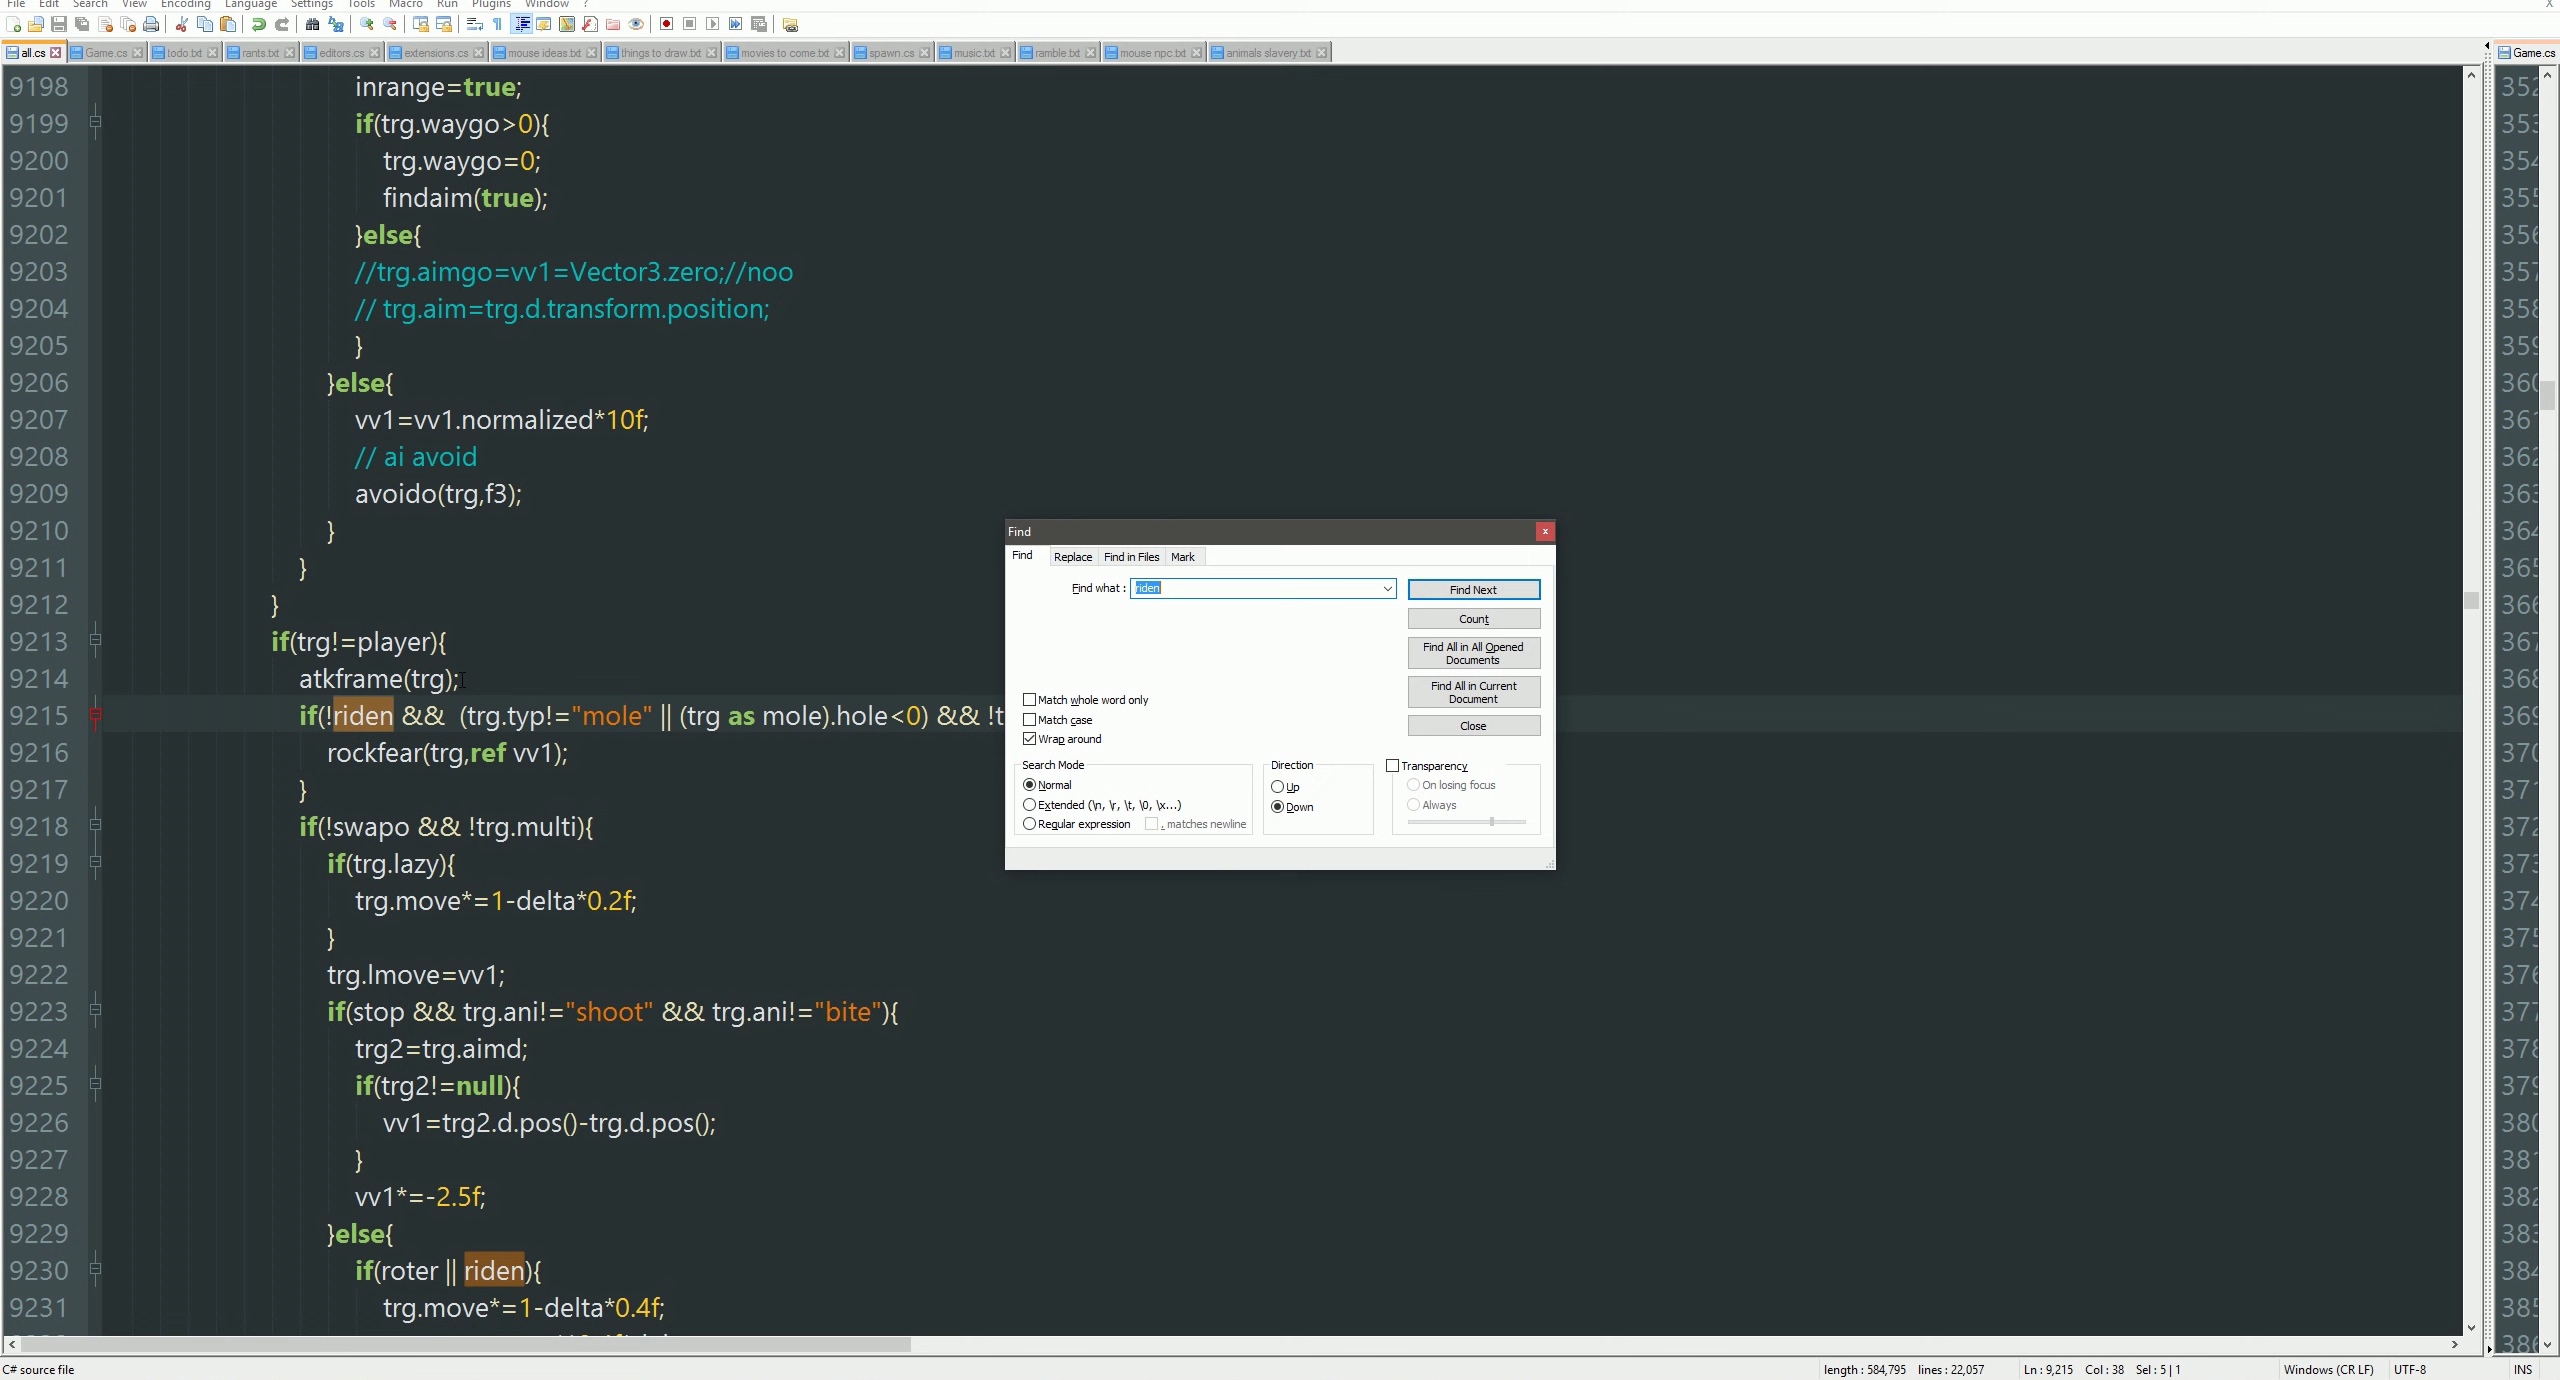 File Edit Search View Encoding Language Settings Tools Macro Run Plugins Window ? X
all.cs Game.cs todo.txt rants.txt editors.cs extensions.cs mouse ideas.txt things to draw.txt movies to come.txt spawn.cs music.txt ramble.txt mouse npc.txt animals slavery.txt Game.cs
9198 inrange=true;
9199 if(trg.waygo>0){
9200 trg.waygo=0;
9201 findaim(true);
9202 }else{
9203 //trg.aimgo=vv1=Vector3.zero;//noo
9204 // trg.aim=trg.d.transform.position;
9205 }
9206 }else{
9207 vv1=vv1.normalized*10f;
9208 // ai avoid
9209 avoido(trg,f3);
9210 }
9211 }
9212 }
9213 if(trg!=player){
9214 atkframe(trg);
9215 if(!riden && (trg.typ!="mole" || (trg as mole).hole<0) && !t
9216 rockfear(trg,ref vv1);
9217 }
9218 if(!swapo && !trg.multi){
9219 if(trg.lazy){
9220 trg.move*=1-delta*0.2f;
9221 }
9222 trg.lmove=vv1;
9223 if(stop && trg.ani!="shoot" && trg.ani!="bite"){
9224 trg2=trg.aimd;
9225 if(trg2!=null){
9226 vv1=trg2.d.pos()-trg.d.pos();
9227 }
9228 vv1*=-2.5f;
9229 }else{
9230 if(roter || riden){
9231 trg.move*=1-delta*0.4f;
Find x
Find Replace Find in Files Mark
Find what : riden
Find Next
Count
Find All in All Opened
Documents
Find All in Current
Document
Close
Match whole word only
Match case
Wrap around
Search Mode
Normal
Extended (\n, \r, \t, \0, \x...)
Regular expression . matches newline
Direction
Up
Down
Transparency
On losing focus
Always
C# source file length : 584,795 lines : 22,057 Ln : 9,215 Col : 38 Sel : 5 | 1 Windows (CR LF) UTF-8 INS